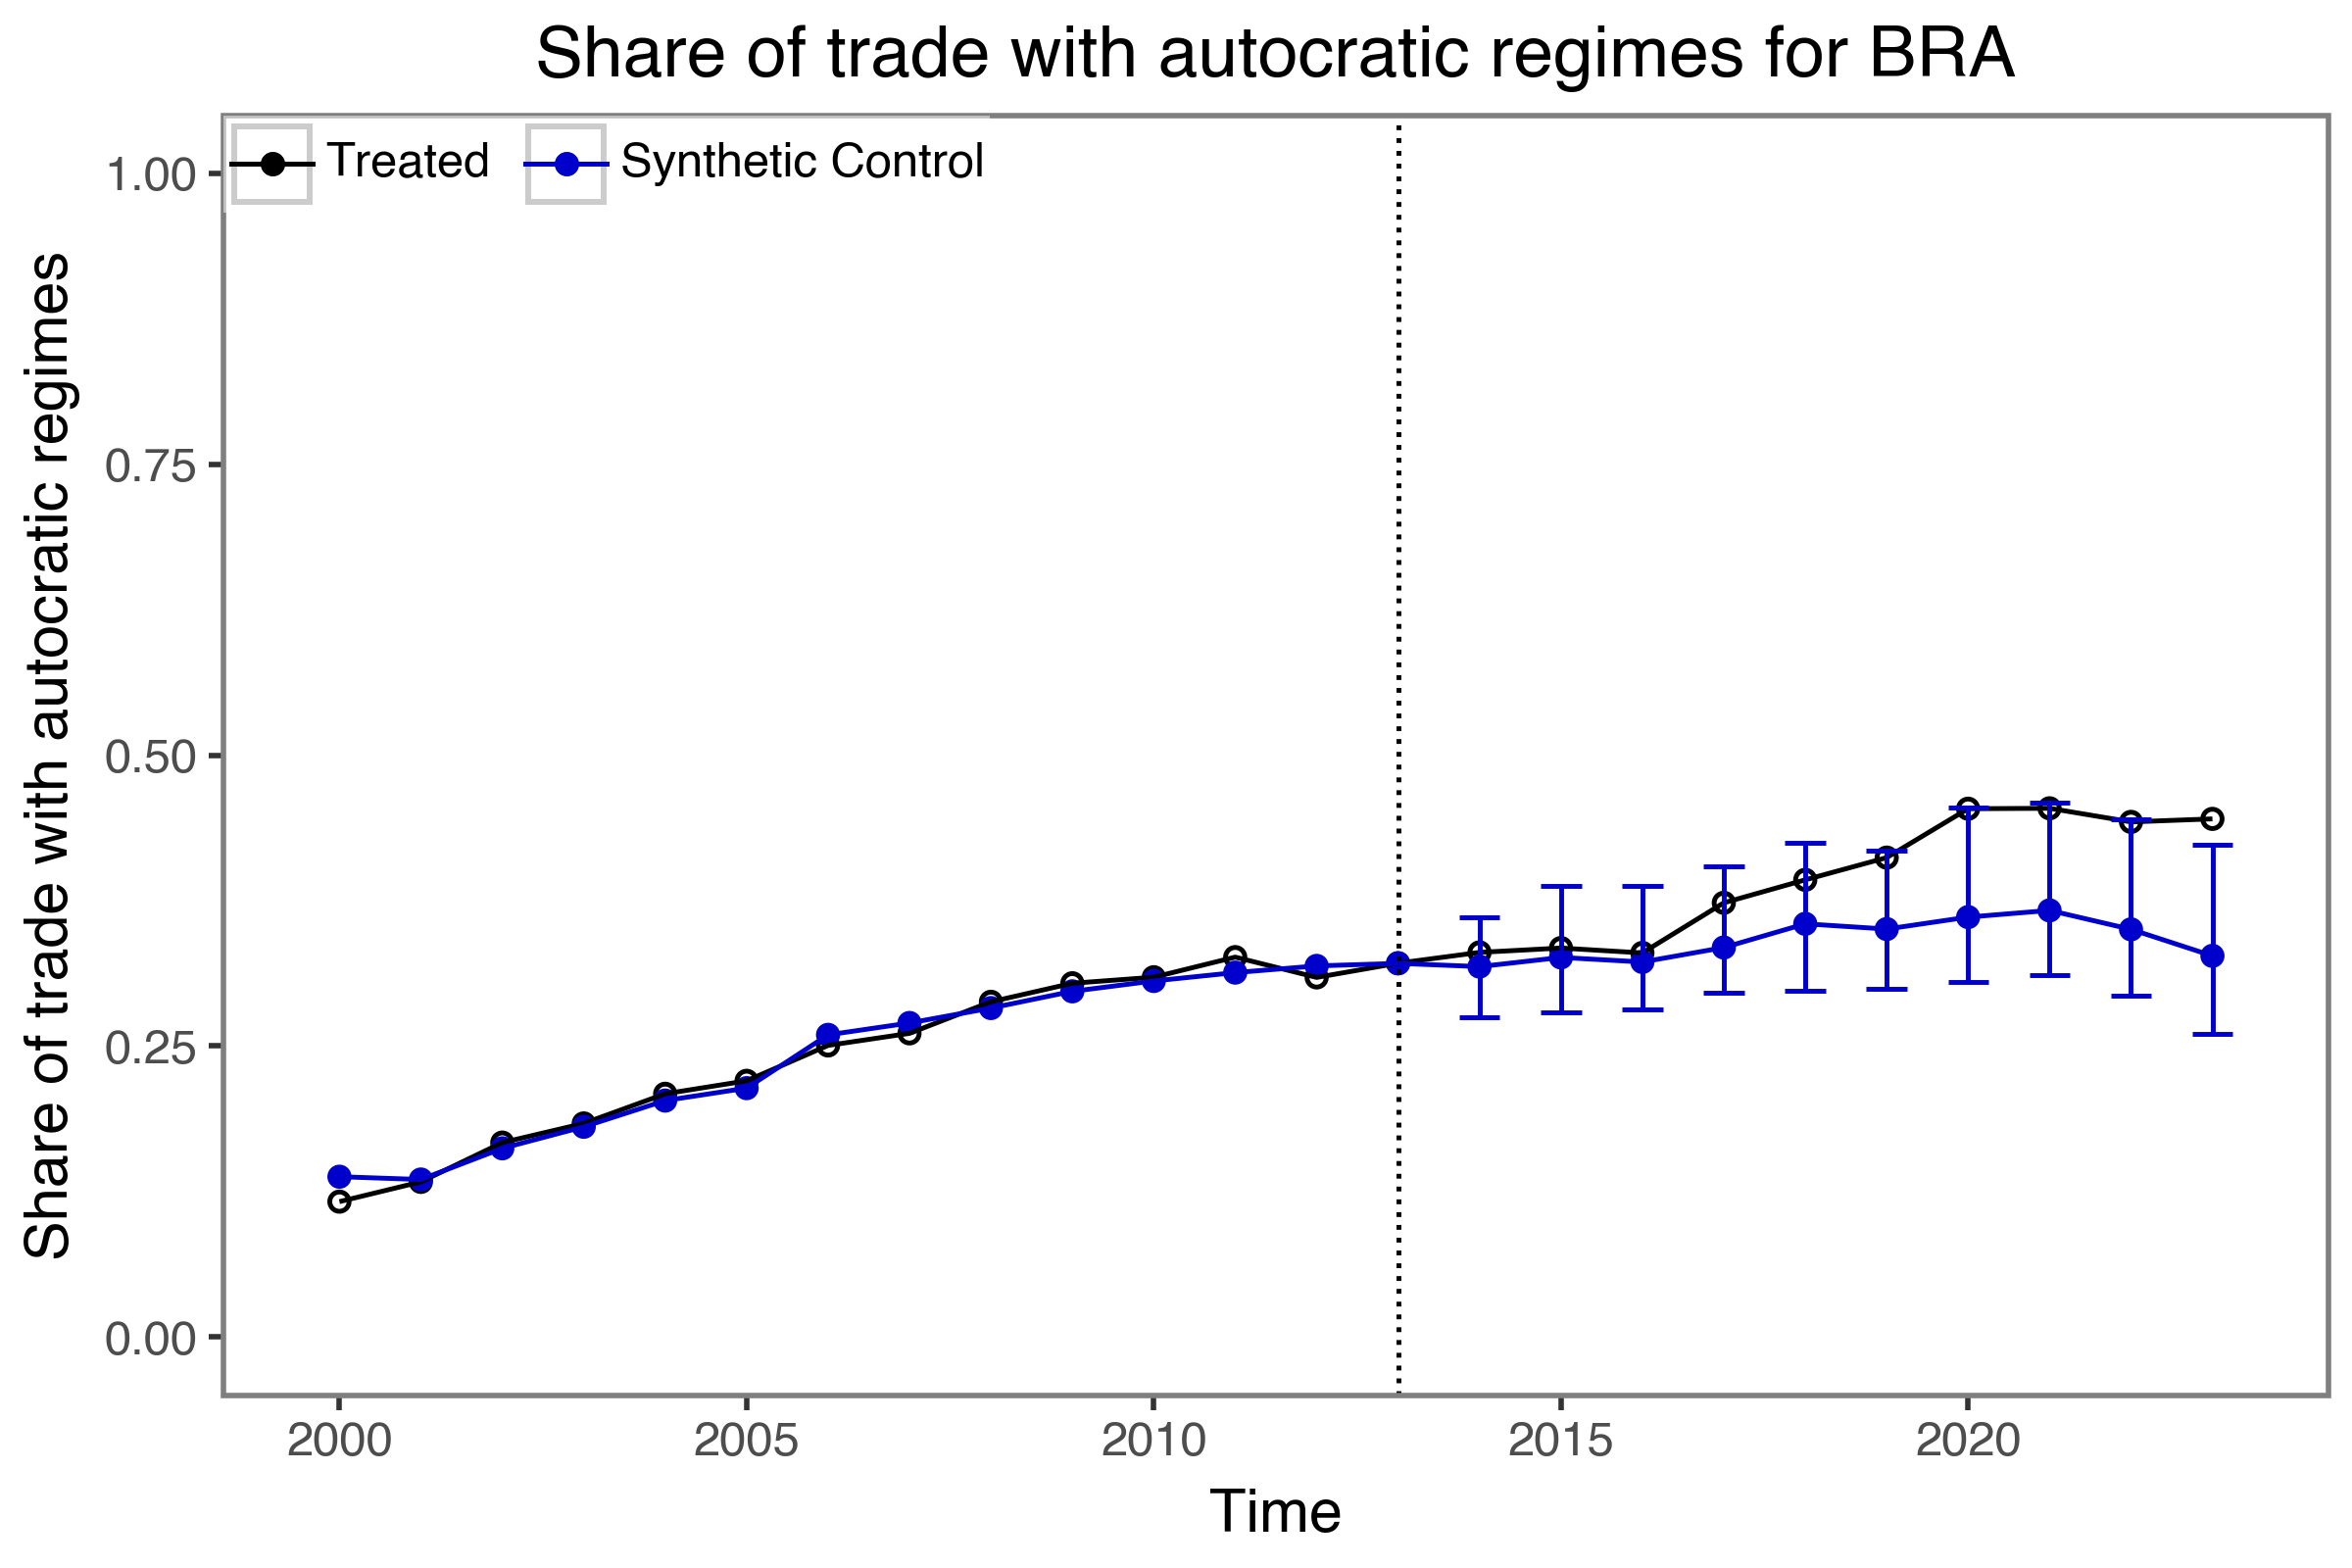 Share of trade with autocratic regimes for BRA
Treated
Synthetic Control
Share of trade with autocratic regimes
1.00
0.75
0.50
0.25
0.00
2000
2005
2010
2015
2020
Time